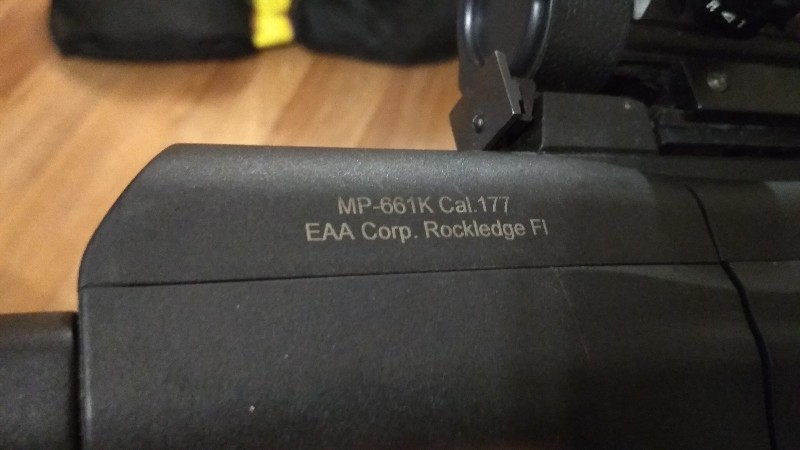 MP-661K Cal.177
EAA Corp. Rockledge Fl